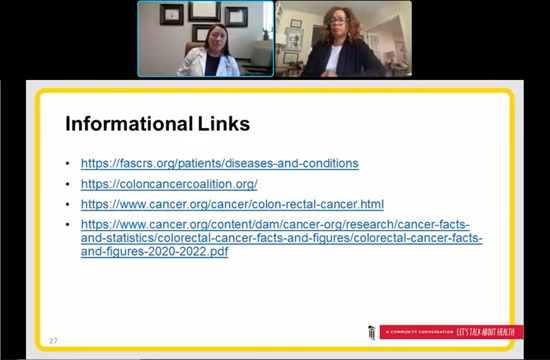 Informational Links
• https://fascrs.org/patients/diseases-and-conditions
• https://coloncancercoalition.org/
• https://www.cancer.org/cancer/colon-rectal-cancer.html
• https://www.cancer.org/content/dam/cancer-org/research/cancer-facts-
and-statistics/colorectal-cancer-facts-and-figures/colorectal-cancer-facts-
and-figures-2020-2022.pdf
27
A COMMUNITY CONVERSATION LET'S TALK ABOUT HEALTH